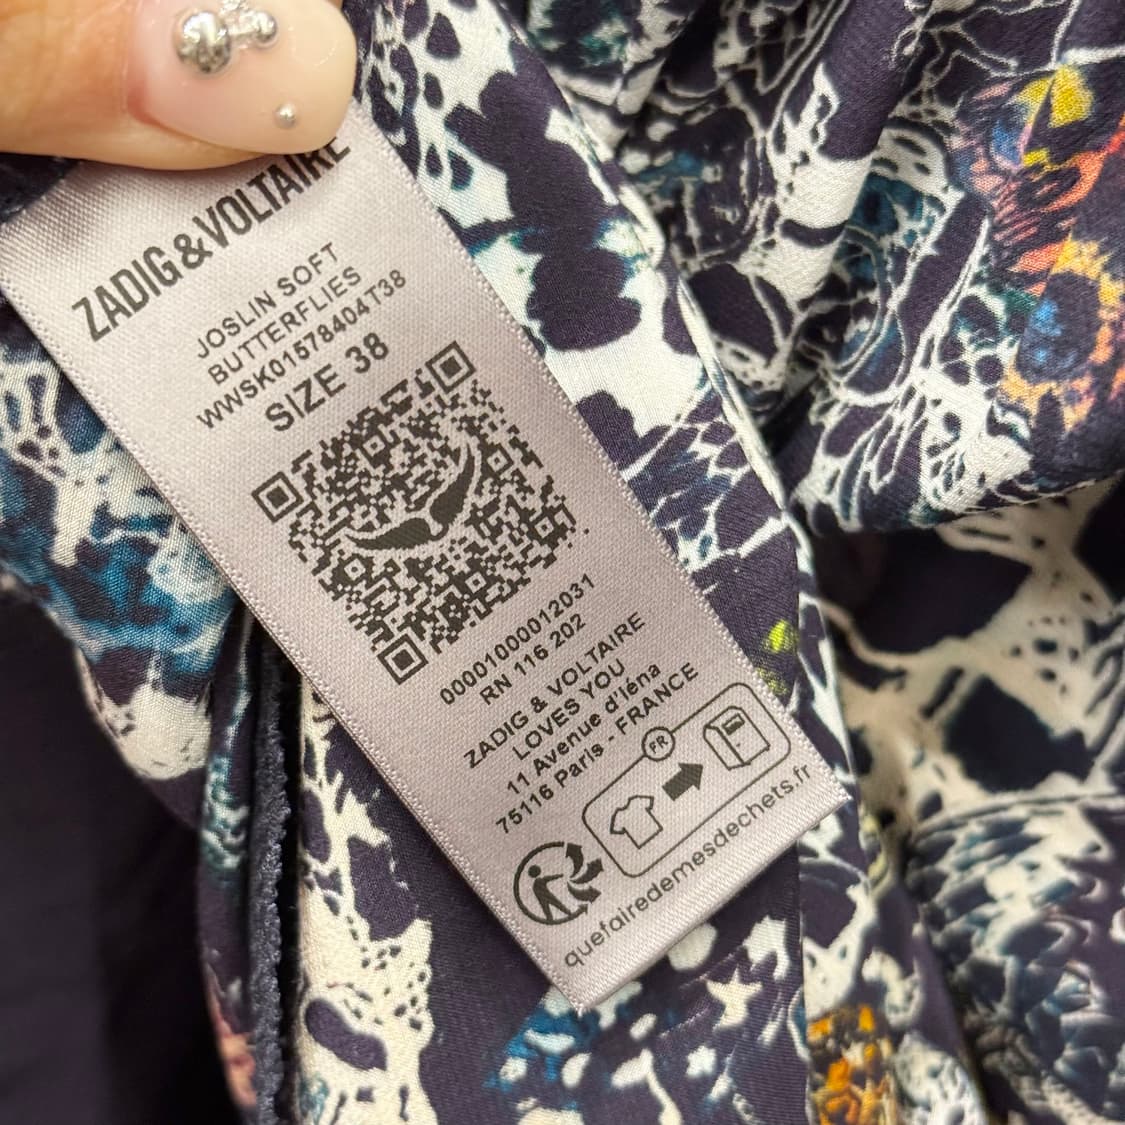 ZADIG & VOLTAIRE
JOSLIN SOFT
BUTTERFLIES
WWSK01578404T38
SIZE 38
0000100000012031
RN 116 202
ZADIG & VOLTAIRE
LOVES YOU
11 Avenue d'Iéna
75116 Paris - FRANCE
FR
quefairedemesdechets.fr